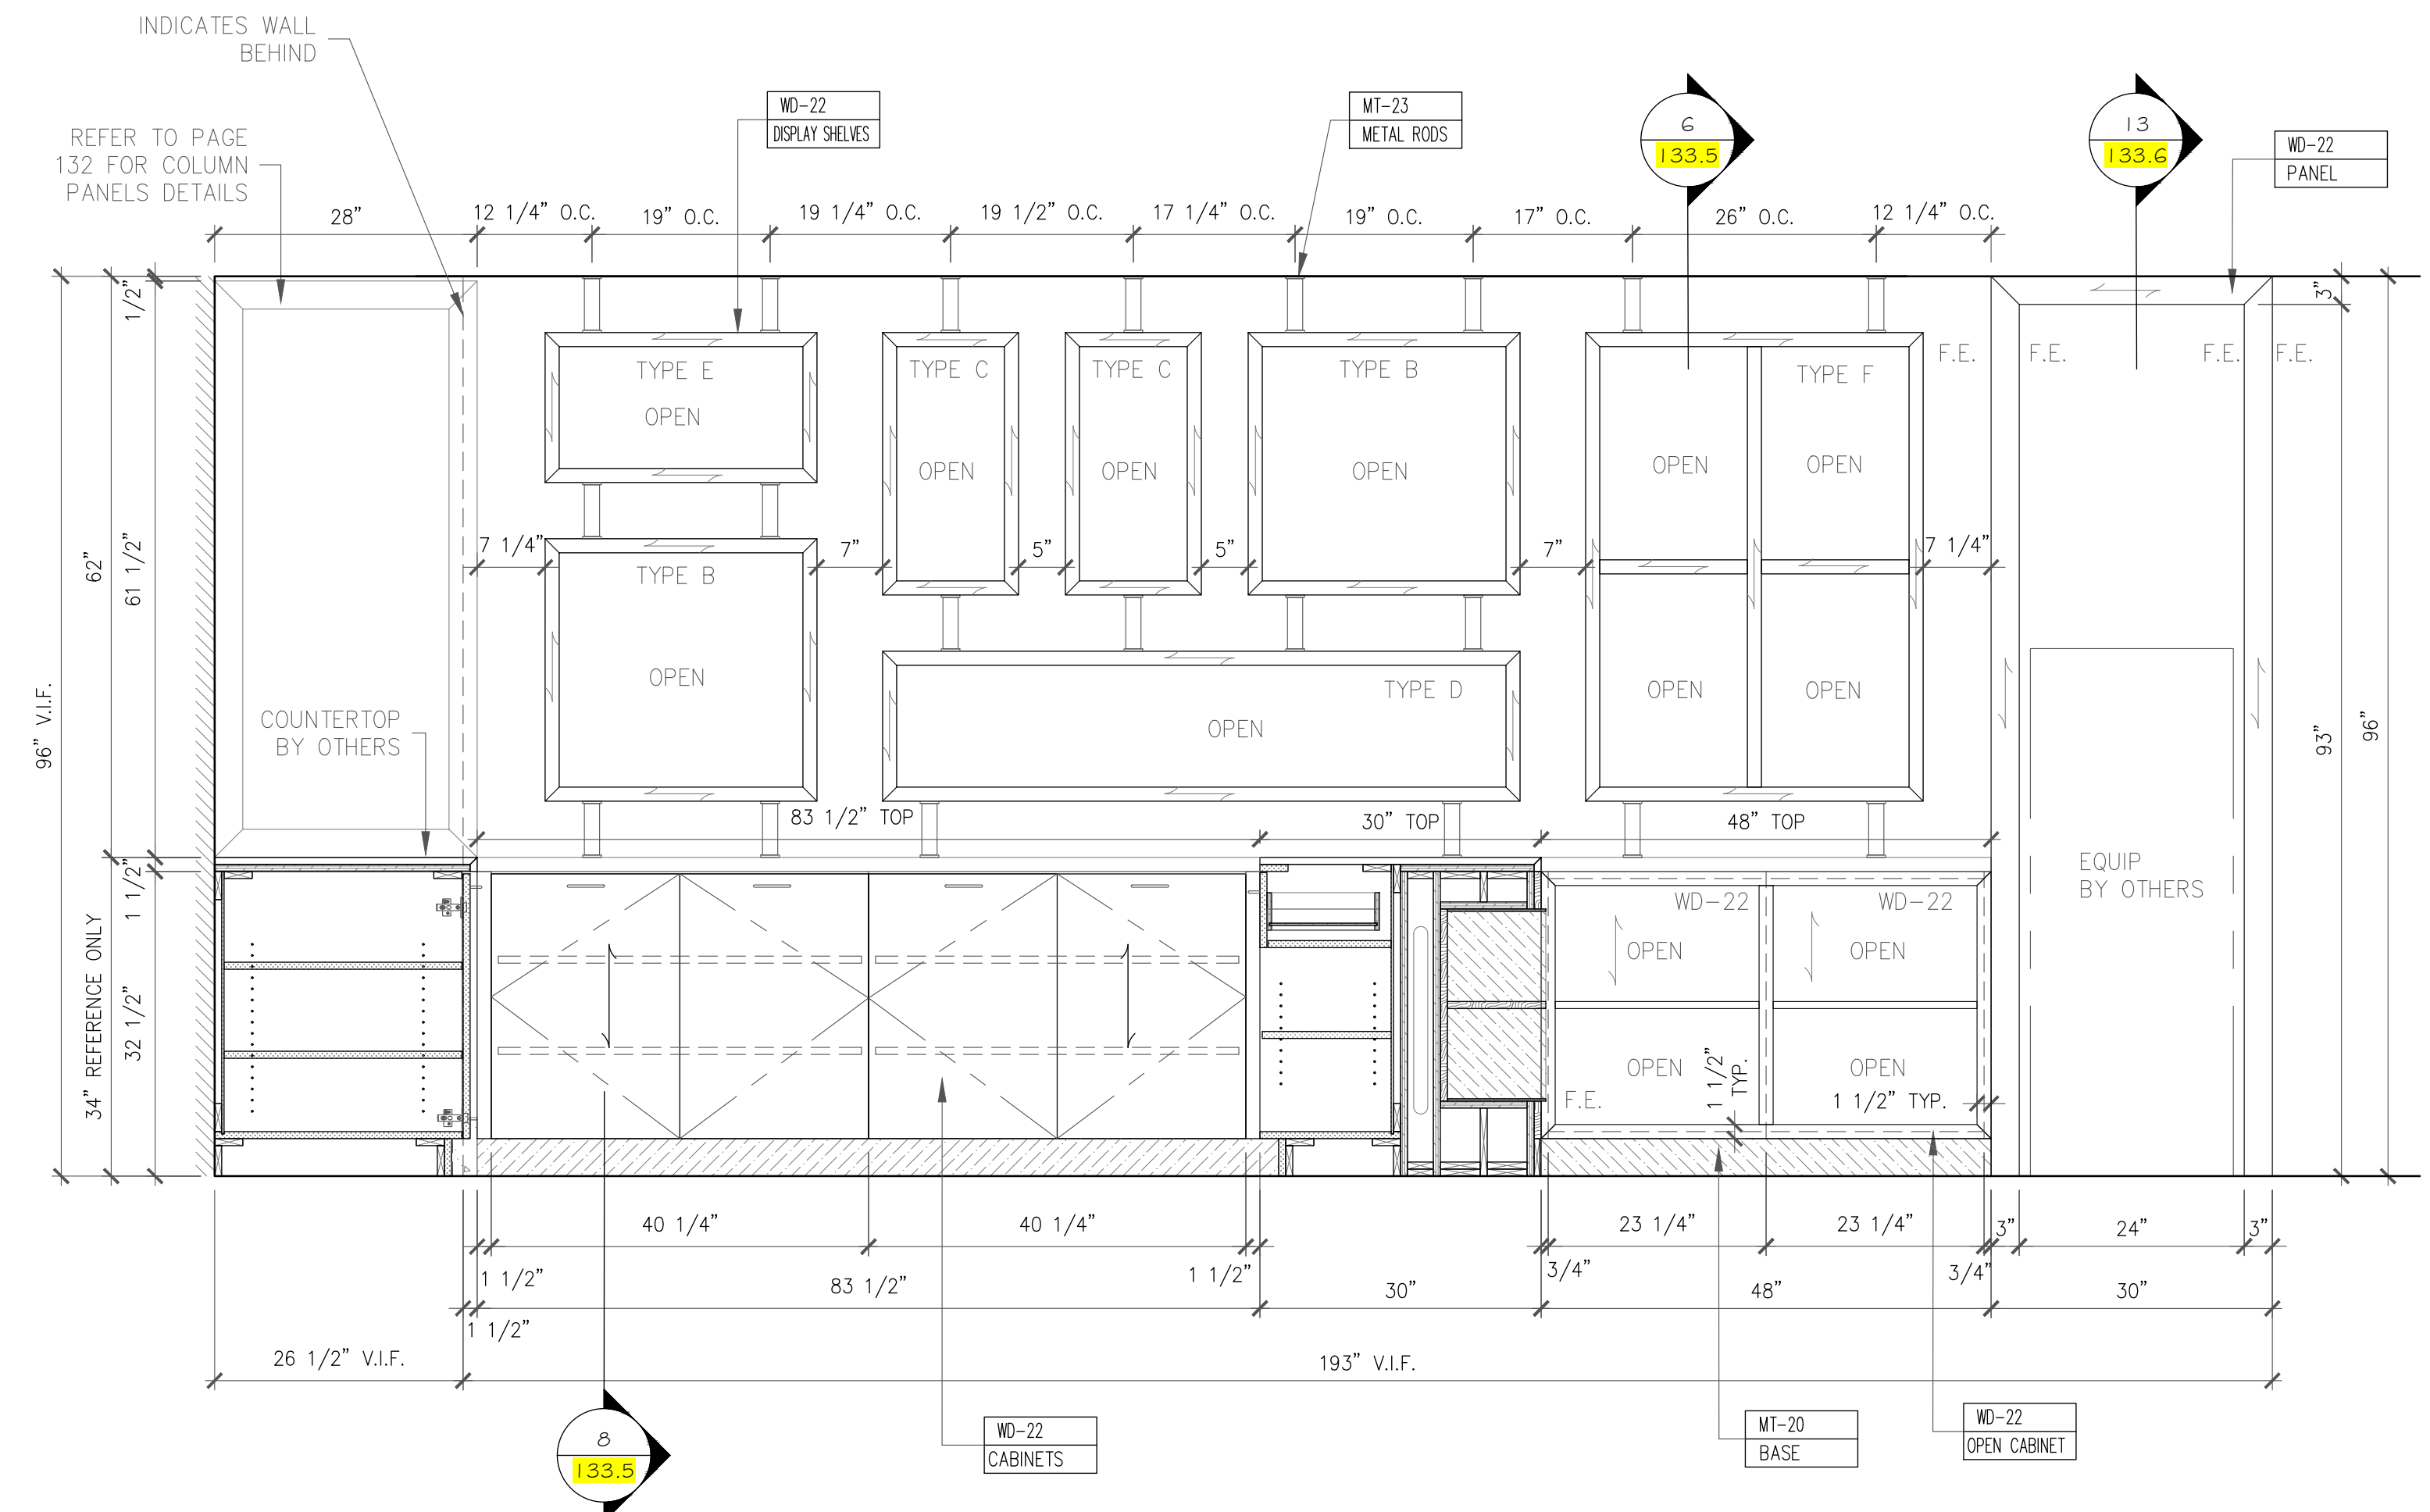 INDICATES WALL
BEHIND
REFER TO PAGE
132 FOR COLUMN
PANELS DETAILS
WD-22
DISPLAY SHELVES
MT-23
METAL RODS
6
133.5
13
133.6
WD-22
PANEL
28" 12 1/4" O.C. 19" O.C. 19 1/4" O.C. 19 1/2" O.C. 17 1/4" O.C. 19" O.C. 17" O.C. 26" O.C. 12 1/4" O.C.
1/2"
3"
TYPE E
OPEN
TYPE C
OPEN
TYPE C
OPEN
TYPE B
OPEN
TYPE F
OPEN OPEN
F.E. F.E. F.E. F.E.
7 1/4" 7" 5" 5" 7" 7 1/4"
96" V.I.F.
62"
61 1/2"
TYPE B
OPEN
TYPE D
OPEN
OPEN OPEN
93"
96"
COUNTERTOP
BY OTHERS
83 1/2" TOP 30" TOP 48" TOP
1 1/2"
34" REFERENCE ONLY
32 1/2"
WD-22 WD-22
OPEN OPEN
OPEN OPEN
F.E.
1 1/2"
TYP.
1 1/2" TYP.
EQUIP
BY OTHERS
40 1/4" 40 1/4" 23 1/4" 23 1/4" 3" 24" 3"
1 1/2" 1 1/2" 3/4" 3/4"
83 1/2" 30" 48" 30"
1 1/2"
26 1/2" V.I.F. 193" V.I.F.
8
133.5
WD-22
CABINETS
MT-20
BASE
WD-22
OPEN CABINET